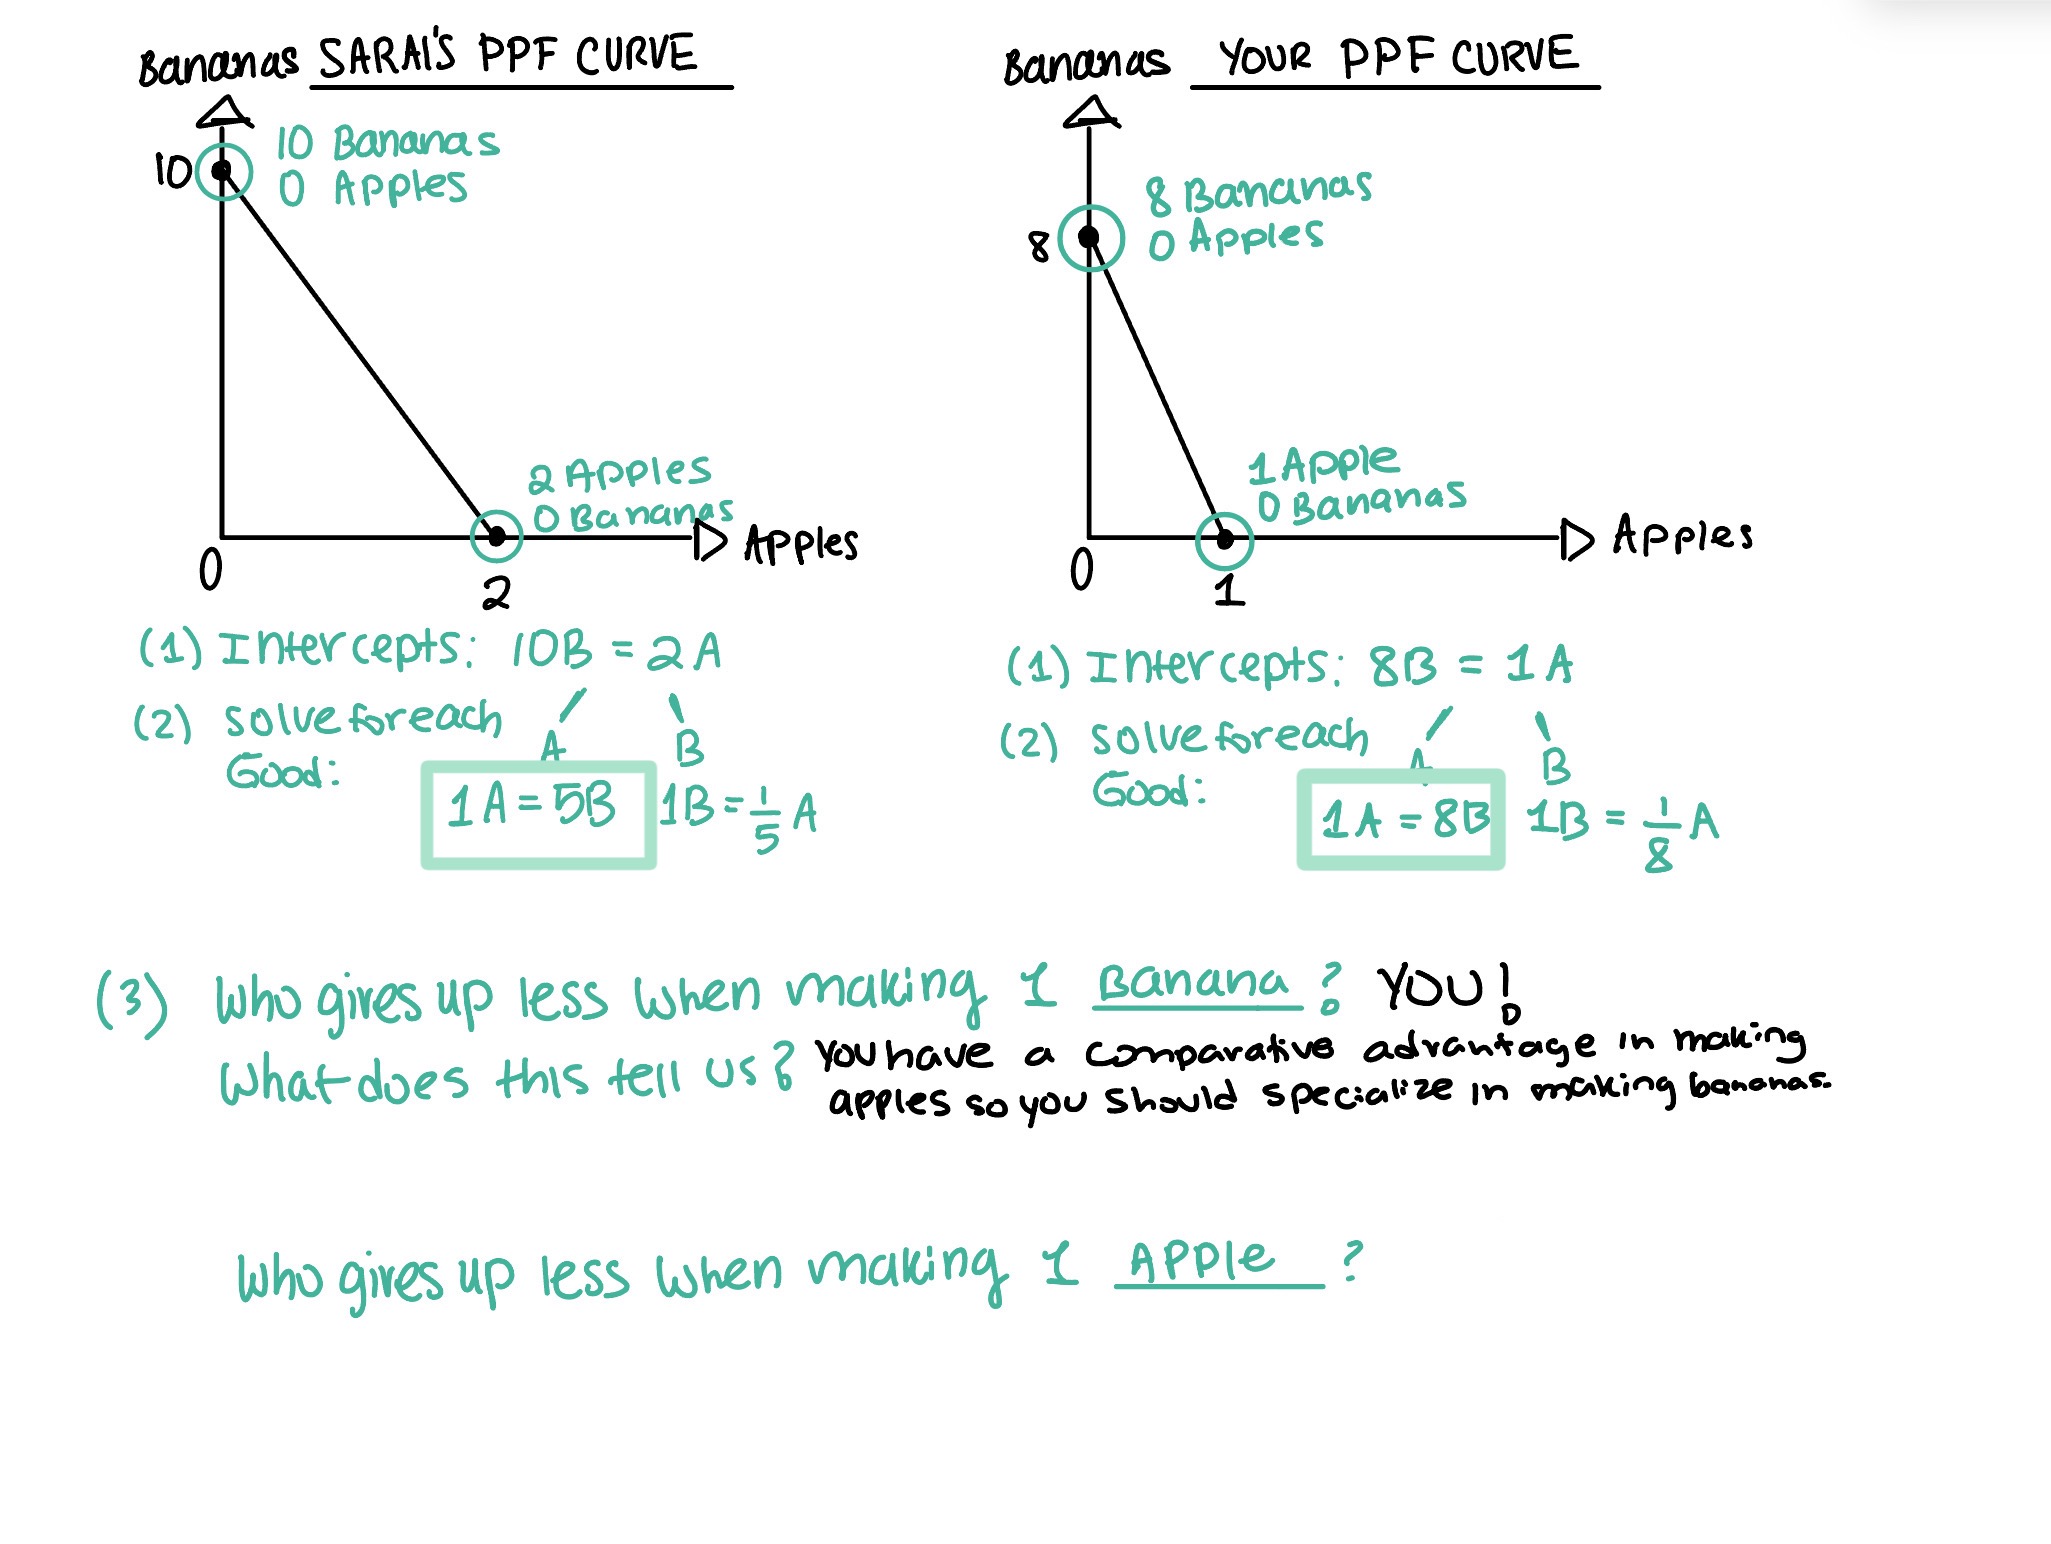 Bananas SARAI'S PPF CURVE
10 Bananas
0 Apples
10
2 Apples
0 Bananas
Apples
0
2
(1) Intercepts: 10B = 2A
(2) solve for each
Good:
A
B
1A = 5B
1B = 1/5 A
Bananas YOUR PPF CURVE
8 Bananas
0 Apples
8
1 Apple
0 Bananas
Apples
0
1
(1) Intercepts: 8B = 1A
(2) solve for each
Good:
A
B
1A = 8B
1B = 1/8 A
(3) Who gives up less when making 1 Banana? YOU!
What does this tell us? You have a comparative advantage in making
apples so you should specialize in making bananas.
Who gives up less when making 1 Apple?